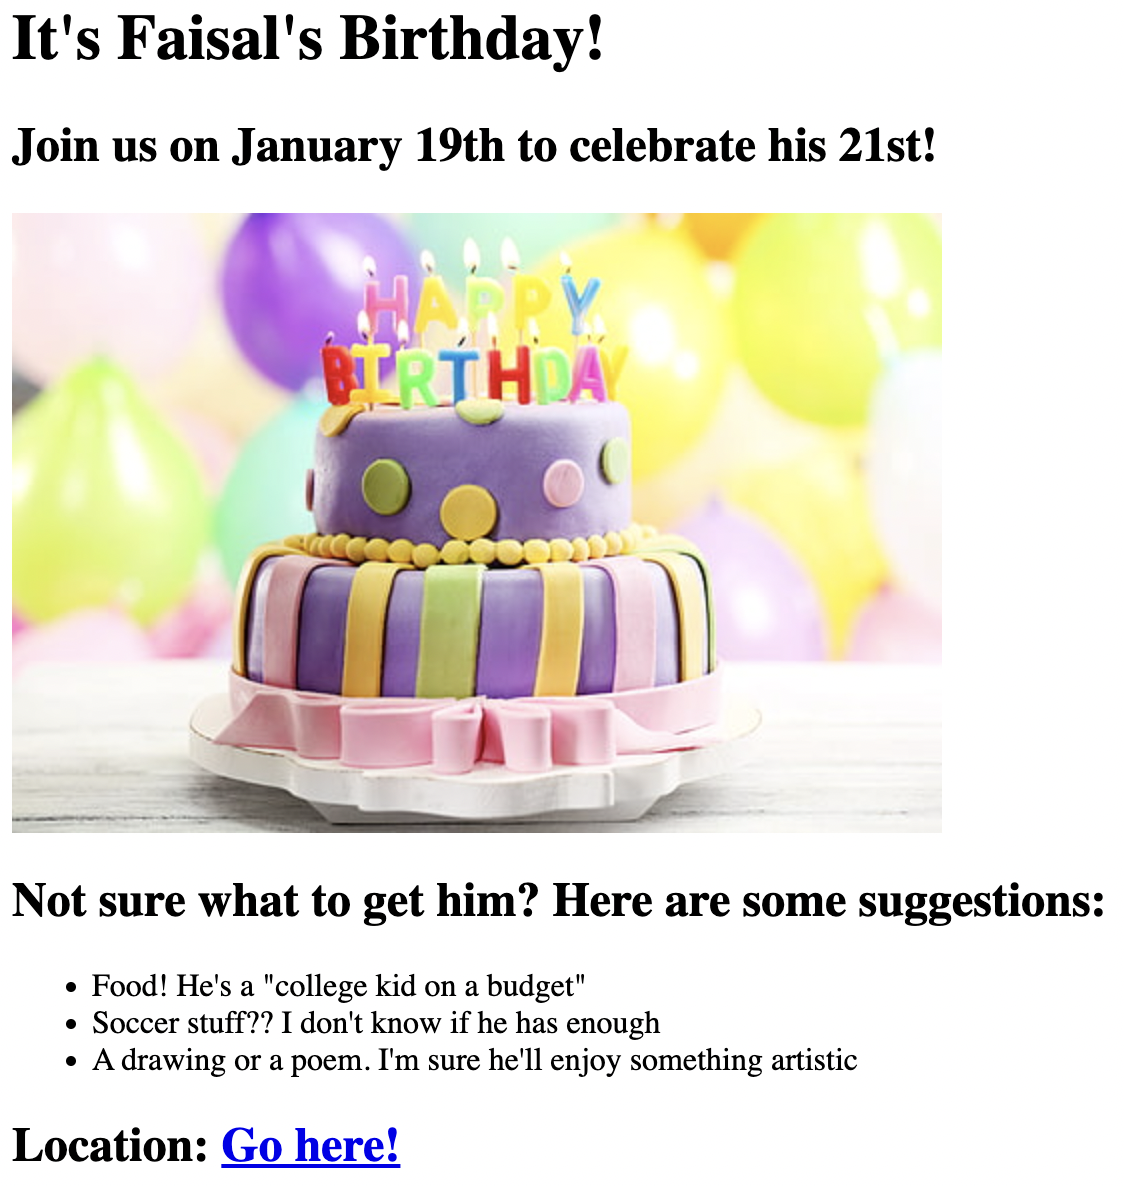 It's Faisal's Birthday!
Join us on January 19th to celebrate his 21st!
HAPPY
BIRTHDAY
Not sure what to get him? Here are some suggestions:
• Food! He's a "college kid on a budget"
• Soccer stuff?? I don't know if he has enough
• A drawing or a poem. I'm sure he'll enjoy something artistic
Location: Go here!